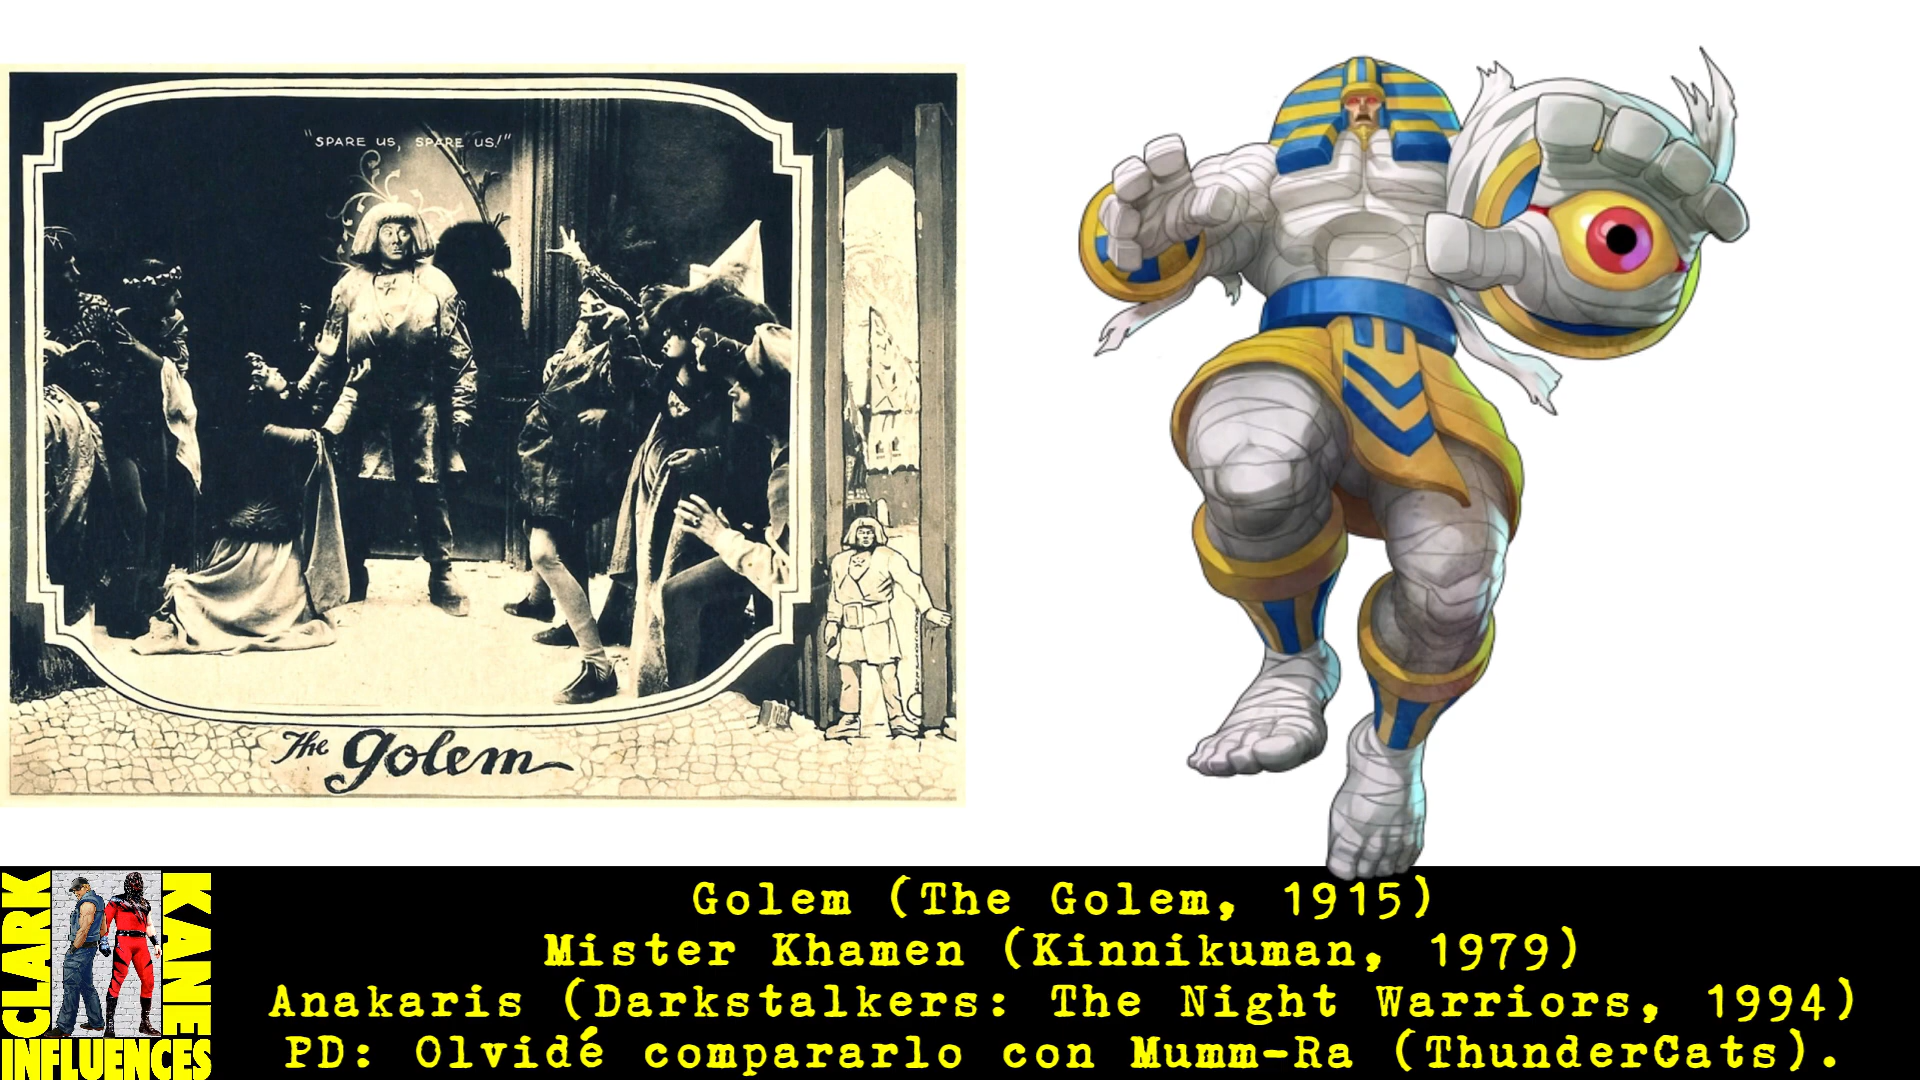 "SPARE US, SPARE US!"
The Golem
CLARK
KANE
INFLUENCES
Golem (The Golem, 1915)
Mister Khamen (Kinnikuman, 1979)
Anakaris (Darkstalkers: The Night Warriors, 1994)
PD: Olvidé compararlo con Mumm-Ra (ThunderCats).